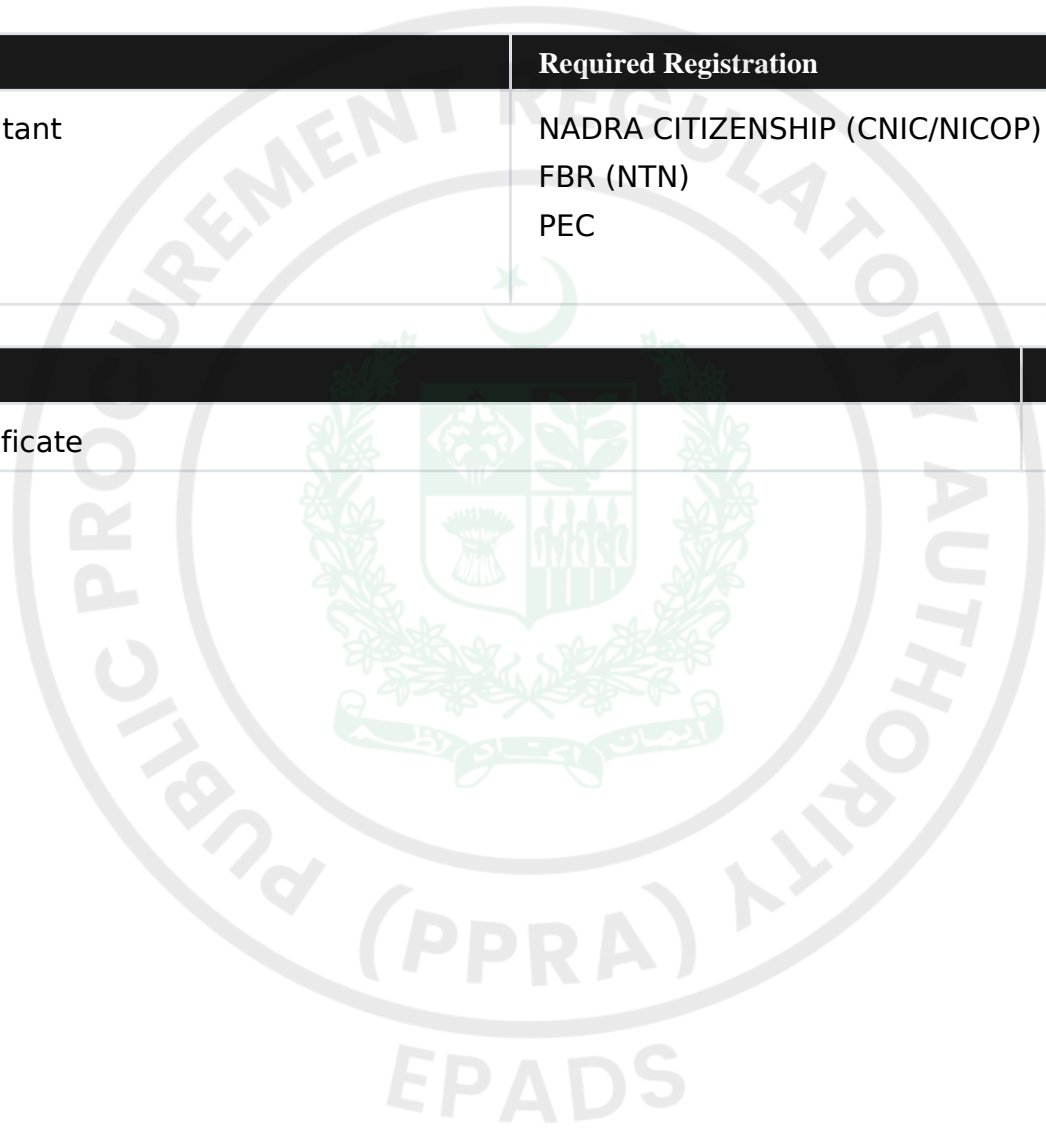 Required Registration
tant
NADRA CITIZENSHIP (CNIC/NICOP)
FBR (NTN)
PEC
ficate
PUBLIC PROCUREMENT REGULATORY AUTHORITY
(PPRA)
EPADS